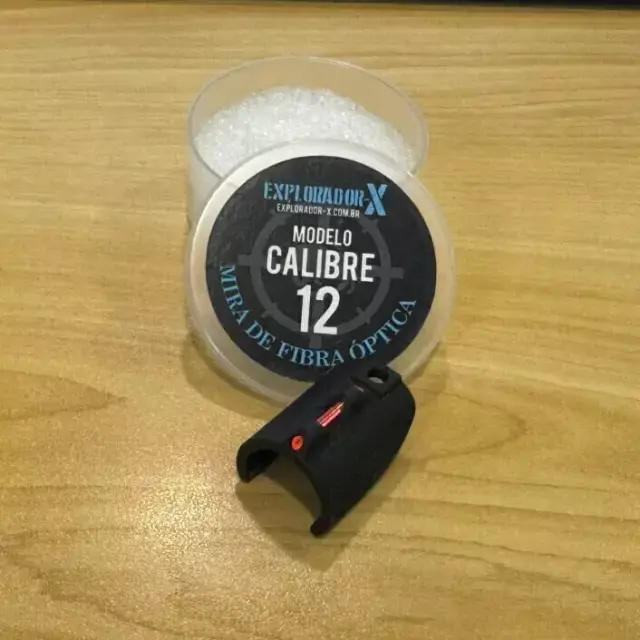 EXPLORADOR-X
EXPLORADOR-X.COM.BR
MODELO
CALIBRE
12
MIRA DE FIBRA ÓPTICA